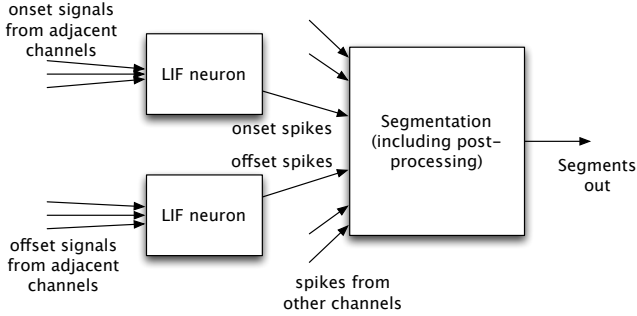 onset signals
from adjacent
channels
LIF neuron
onset spikes
Segmentation
(including post-
processing)
Segments
out
offset spikes
LIF neuron
offset signals
from adjacent
channels
spikes from
other channels